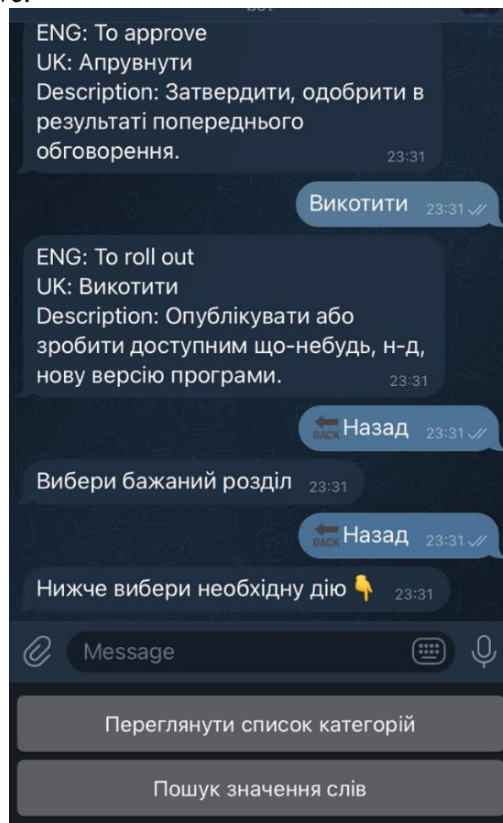 bot
ENG: To approve
UK: Апрувнути
Description: Затвердити, одобрити в
результаті попереднього
обговорення.
23:31
Викотити 23:31
ENG: To roll out
UK: Викотити
Description: Опублікувати або
зробити доступним що-небудь, н-д,
нову версію програми.
23:31
BACK Назад 23:31
Вибери бажаний розділ 23:31
BACK Назад 23:31
Нижче вибери необхідну дію 👇 23:31
Message
Переглянути список категорій
Пошук значення слів